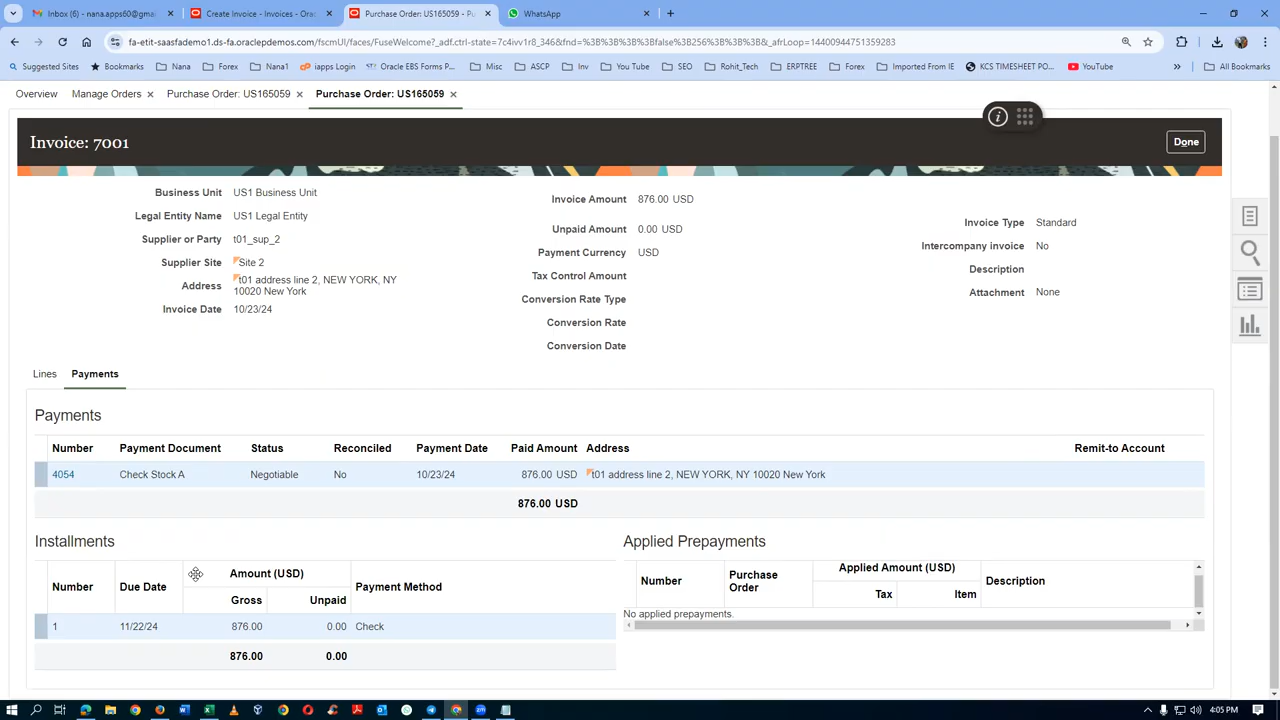 Inbox (6) - nana.apps60@gmai
Create Invoice - Invoices - Orac
Purchase Order: US165059 - Pu
WhatsApp
fa-etit-saasfademo1.ds-fa.oraclepdemos.com/fscmUI/faces/FuseWelcome?_adf.ctrl-state=7c4ivv1r8_346&fnd=%3B%3B%3B%3Bfalse%3B256%3B%3B%3B&_afrLoop=14400944751359283
Suggested Sites Bookmarks Nana Forex Nana1 iapps Login Oracle EBS Forms P... Misc ASCP Inv You Tube SEO Rohit_Tech ERPTREE Forex Imported From IE KCS TIMESHEET PO... YouTube » All Bookmarks
Overview Manage Orders Purchase Order: US165059 Purchase Order: US165059
Invoice: 7001
Done
Business Unit US1 Business Unit
Legal Entity Name US1 Legal Entity
Supplier or Party t01_sup_2
Supplier Site Site 2
Address t01 address line 2, NEW YORK, NY
10020 New York
Invoice Date 10/23/24
Invoice Amount 876.00 USD
Unpaid Amount 0.00 USD
Payment Currency USD
Tax Control Amount
Conversion Rate Type
Conversion Rate
Conversion Date
Invoice Type Standard
Intercompany invoice No
Description
Attachment None
Lines Payments
Payments
Number Payment Document Status Reconciled Payment Date Paid Amount Address Remit-to Account
4054 Check Stock A Negotiable No 10/23/24 876.00 USD t01 address line 2, NEW YORK, NY 10020 New York
876.00 USD
Installments
Number Due Date Amount (USD) Payment Method
Gross Unpaid
1 11/22/24 876.00 0.00 Check
876.00 0.00
Applied Prepayments
Number Purchase Order Applied Amount (USD) Description
Tax Item
No applied prepayments.
4:05 PM